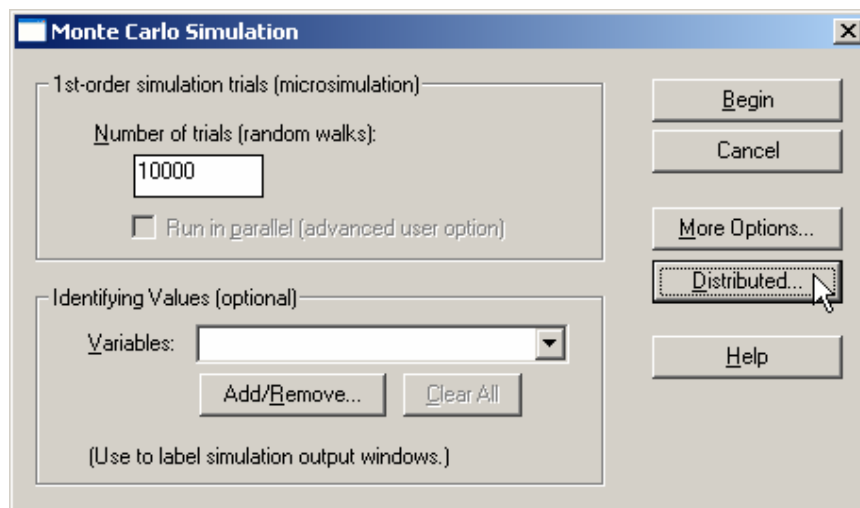 Monte Carlo Simulation
1st-order simulation trials (microsimulation)
Number of trials (random walks):
10000
Run in parallel (advanced user option)
Identifying Values (optional)
Variables:
Add/Remove...
Clear All
(Use to label simulation output windows.)
Begin
Cancel
More Options...
Distributed...
Help